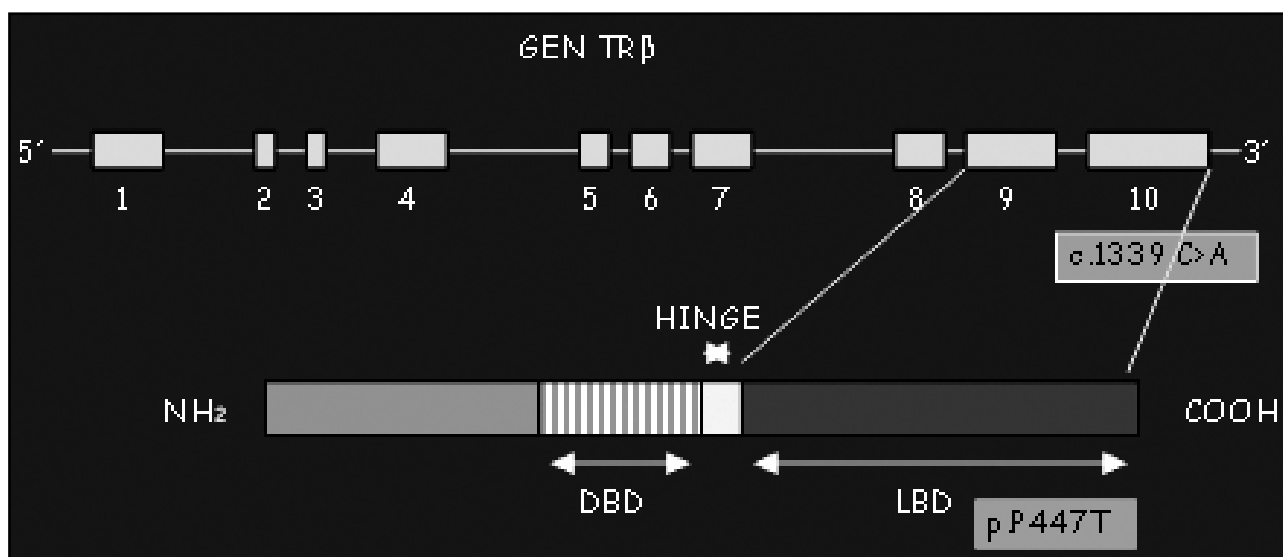 GEN TRβ
5´ 3´
1 2 3 4 5 6 7 8 9 10
c.1339 C>A
HINGE
NH₂ COOH
DBD LBD
pP447T